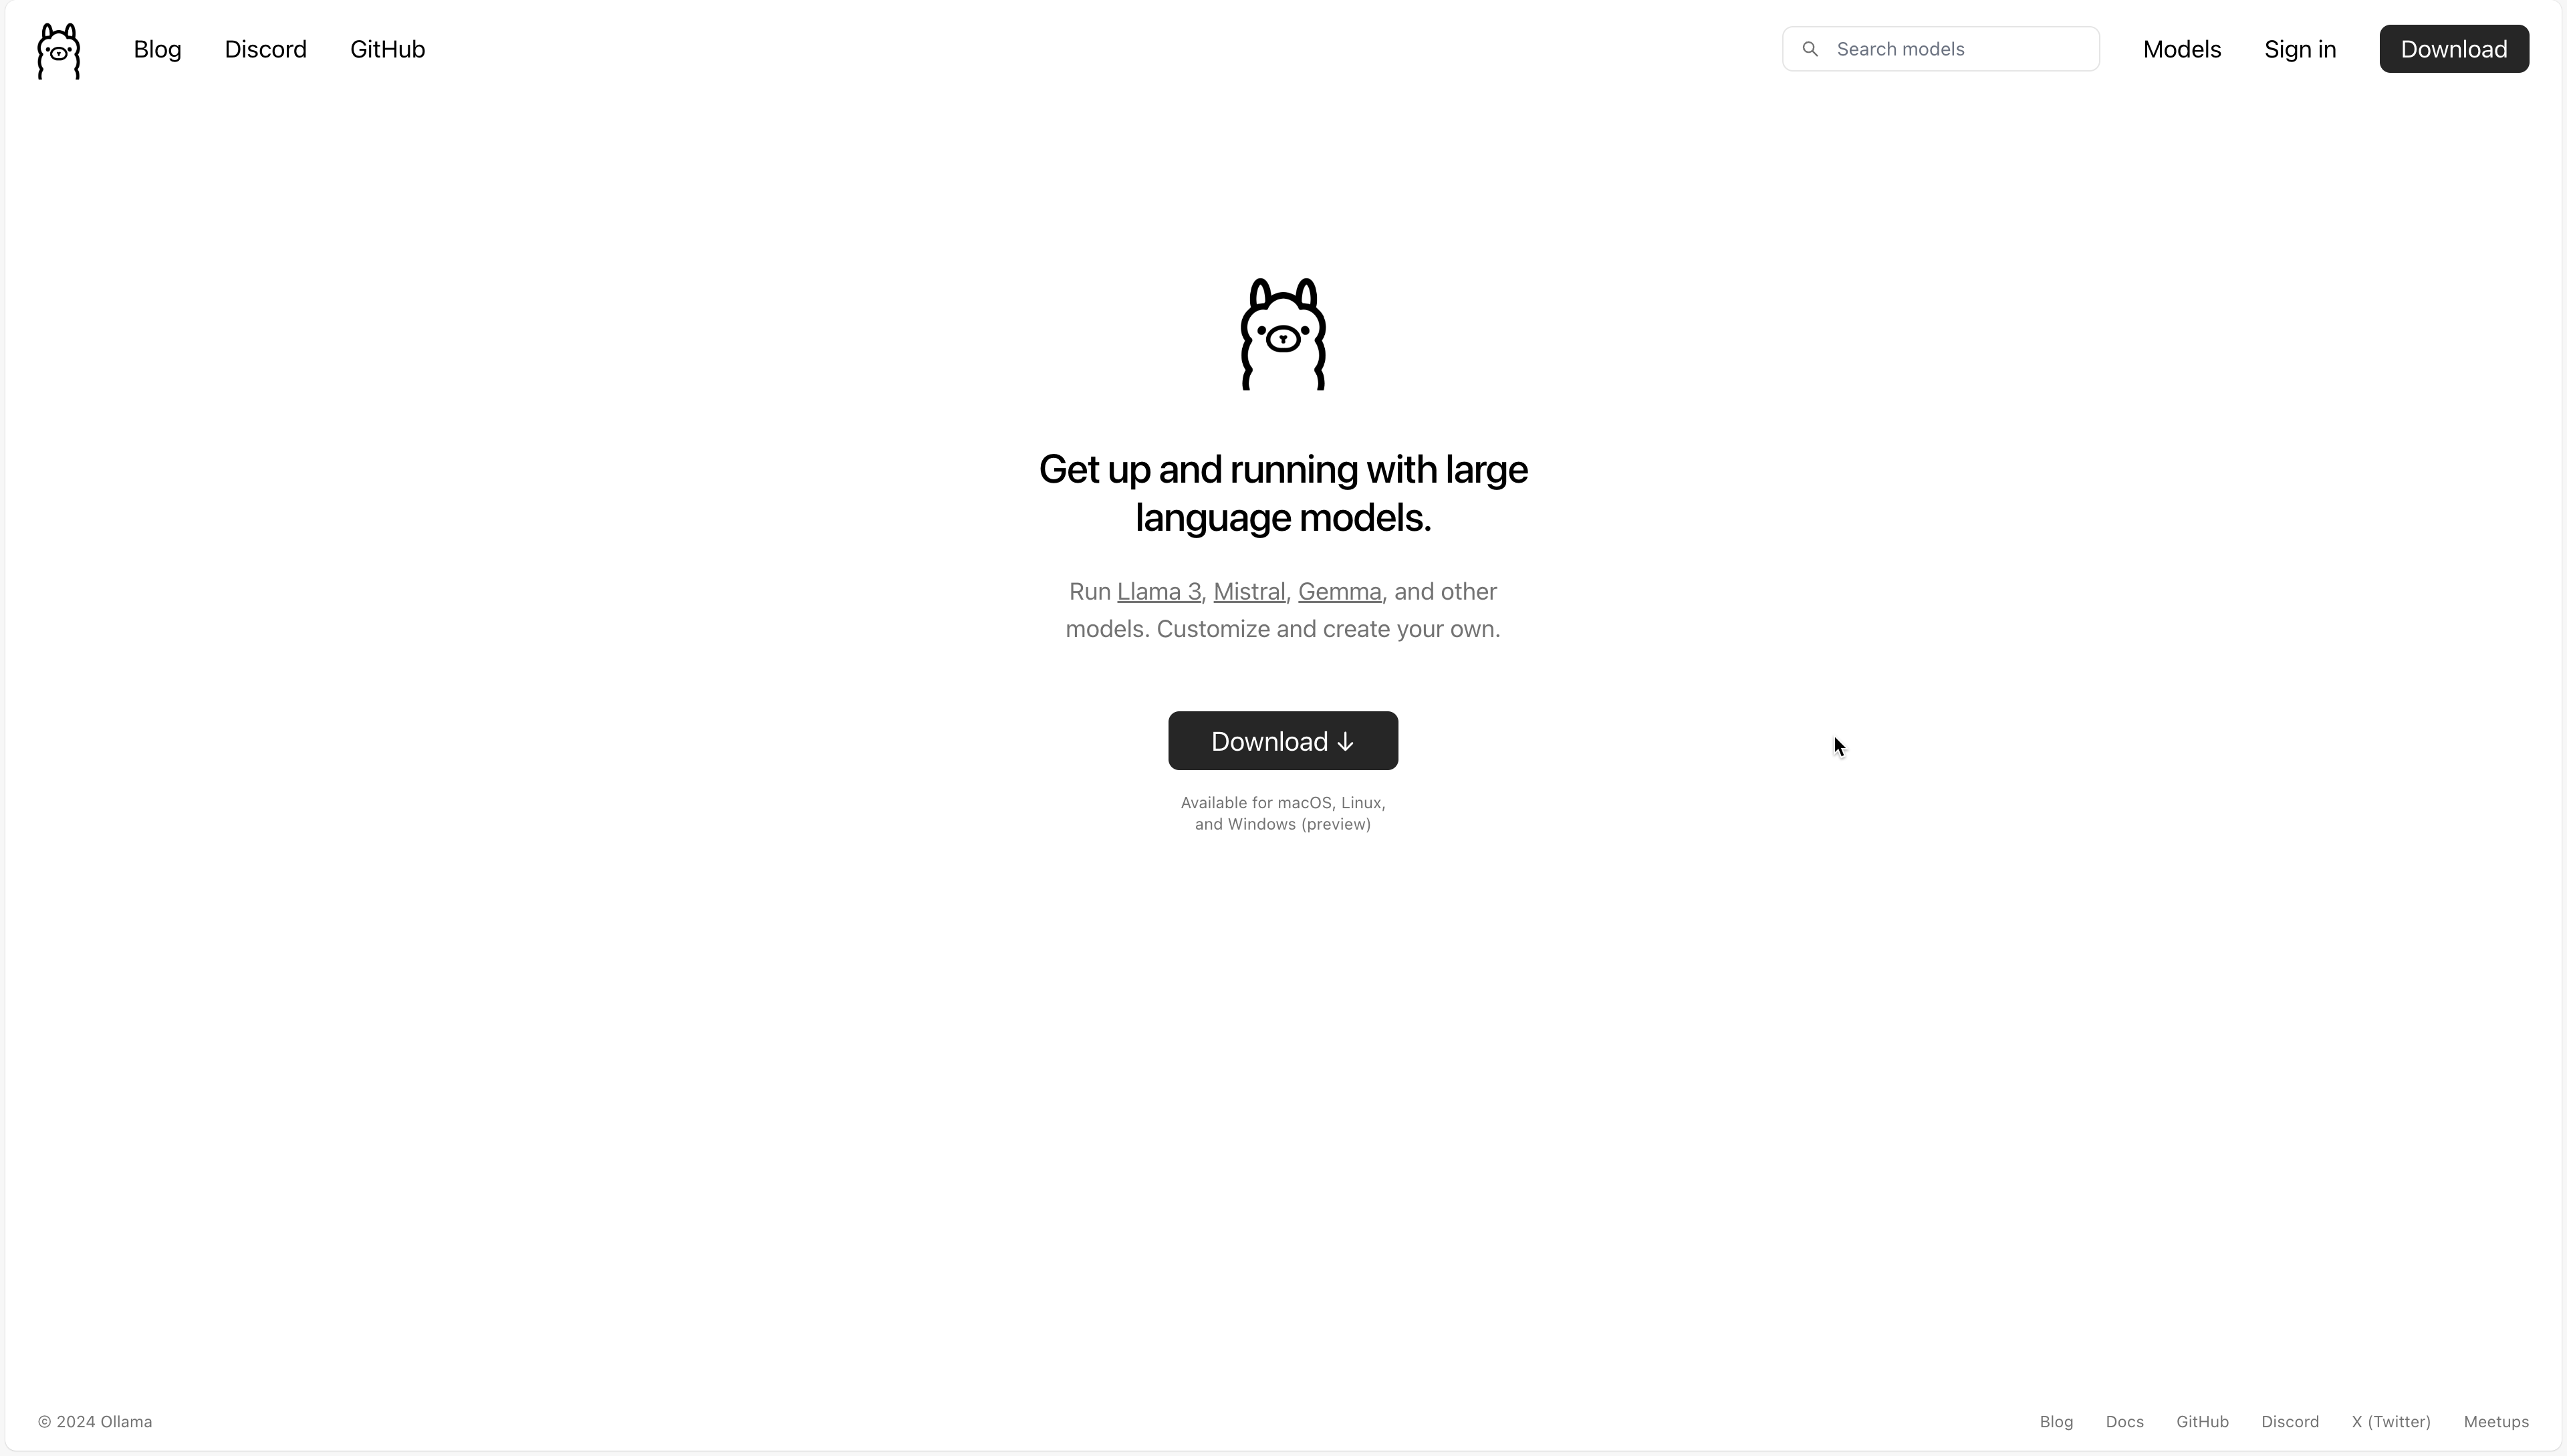 Blog Discord GitHub Search models Models Sign in Download
Get up and running with large
language models.
Run Llama 3, Mistral, Gemma, and other
models. Customize and create your own.
Download ↓
Available for macOS, Linux,
and Windows (preview)
© 2024 Ollama Blog Docs GitHub Discord X (Twitter) Meetups